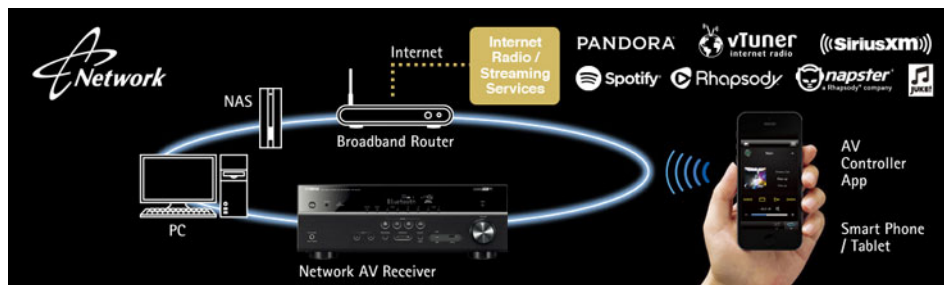 Network
NAS
Internet
Internet
Radio /
Streaming
Services
PANDORA
vTuner
internet radio
((SiriusXM))
Spotify
Rhapsody
napster
a Rhapsody company
JUKE!
Broadband Router
PC
Bluetooth
Network AV Receiver
AV
Controller
App
Smart Phone
/ Tablet